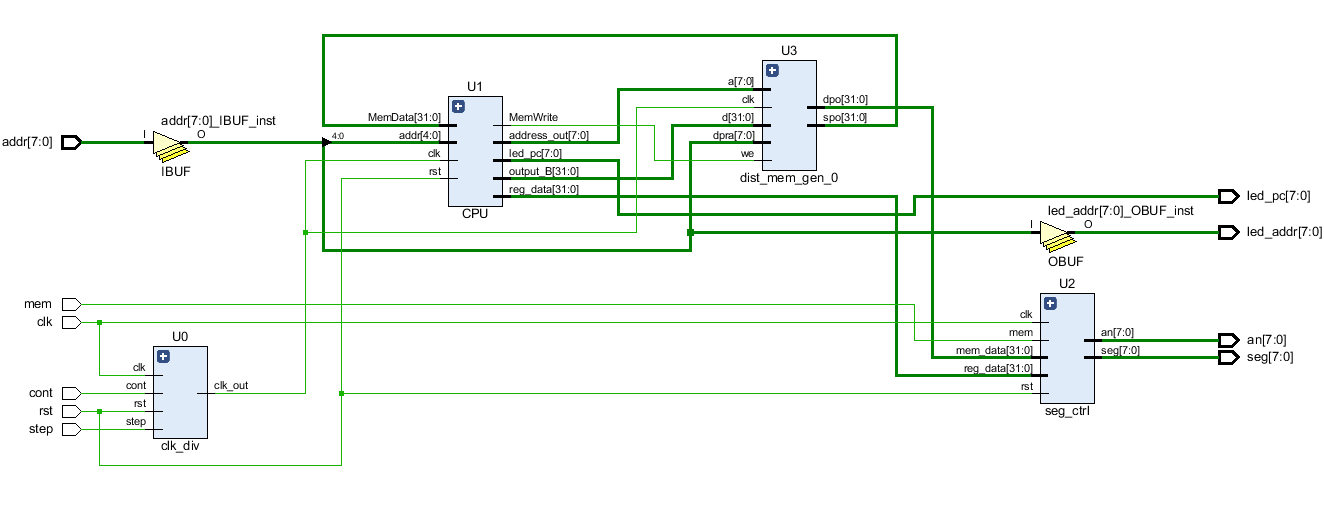 addr[7:0]
I
addr[7:0]_IBUF_inst
O
IBUF
4:0
U1
MemData[31:0]
addr[4:0]
clk
rst
MemWrite
address_out[7:0]
led_pc[7:0]
output_B[31:0]
reg_data[31:0]
CPU
U3
a[7:0]
clk
d[31:0]
dpra[7:0]
we
dpo[31:0]
spo[31:0]
dist_mem_gen_0
led_pc[7:0]
led_addr[7:0]_OBUF_inst
I
O
OBUF
led_addr[7:0]
mem
clk
cont
rst
step
U0
clk
cont
rst
step
clk_out
clk_div
U2
clk
mem
mem_data[31:0]
reg_data[31:0]
rst
an[7:0]
seg[7:0]
seg_ctrl
an[7:0]
seg[7:0]